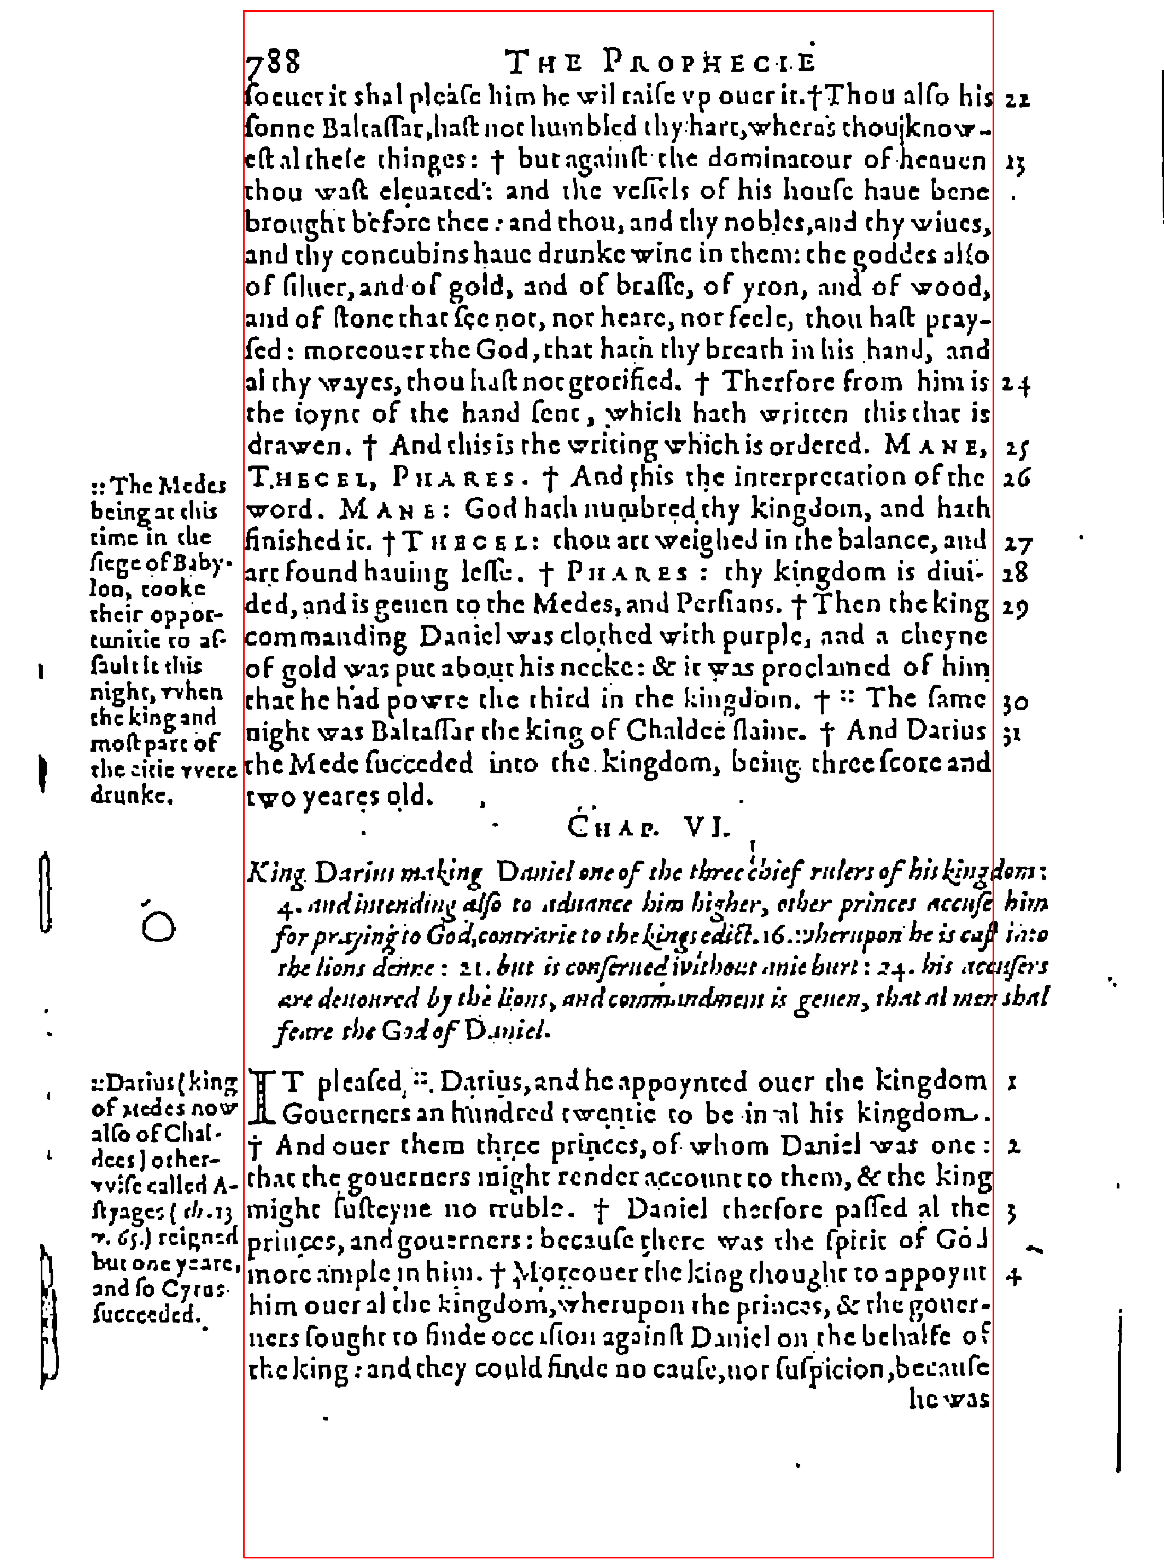 788 THE PROPHECIE
ſoeuer it shal pleaſe him he wil raiſe vp ouer it. † Thou alſo his 22
ſonne Baltaſſar, haſt not humbled thy hart, wheras thou know-
eſt al theſe thinges: † but againſt the dominatour of heauen 23
thou waſt eleuated: and the veſſels of his houſe haue bene
brought before thee: and thou, and thy nobles, and thy wiues,
and thy concubins haue drunke wine in them: the goddes alſo
of ſiluer, and of gold, and of braſſe, of yron, and of wood,
and of ſtone that ſee not, nor heare, nor feele, thou haſt pray-
ſed: moreouer the God, that hath thy breath in his hand, and
al thy wayes, thou haſt not glorified. † Therfore from him is 24
the ioynt of the hand ſent, which hath written this that is
drawen. † And this is the writing which is ordered. MANE, 25
THECEL, PHARES. † And this the interpretation of the 26
word. MANE: God hath numbred thy kingdom, and hath
finished it. † THECEL: thou art weighed in the balance, and 27
art found hauing leſſe. † PHARES: thy kingdom is diui- 28
ded, and is geuen to the Medes, and Perſians. † Then the king 29
commanding Daniel was clothed with purple, and a cheyne
of gold was put about his necke: & it was proclamed of him
that he had powre the third in the kingdom. † :: The ſame 30
night was Baltaſſar the king of Chaldee ſlaine. † And Darius 31
the Mede ſucceded into the kingdom, being three ſcore and
two yeares old.
:: The Medes
being at this
time in the
ſiege of Baby-
lon, tooke
their oppor-
tunitie to aſ-
ſault it this
night, vvhen
the king and
moſt part of
the citie vvere
drunke.
CHAP. VI.
King Darius making Daniel one of the three chief rulers of his kingdom:
4. and intending alſo to aduance him higher, other princes accuſe him
for praying to God, contrarie to the kings edict. 16. wherupon he is caſt into
the lions denne: 21. but is conſerued without anie hurt: 24. his accuſers
are deuoured by the lions, and commandment is geuen, that al men shal
feare the God of Daniel.
IT pleaſed :: Darius, and he appoynted ouer the kingdom 1
Gouerners an hundred twentie to be in al his kingdom.
† And ouer them three princes, of whom Daniel was one: 2
that the gouerners might render account to them, & the king
might ſuſteyne no truble. † Daniel therfore paſſed al the 3
princes, and gouerners: becauſe there was the ſpirit of God
more ample in him. † Moreouer the king thought to appoynt 4
him ouer al the kingdom, wherupon the princes, & the gouer-
ners ſought to finde occaſion againſt Daniel on the behalfe of
the king: and they could finde no cauſe, nor ſuſpicion, becauſe
he was
:: Darius (king
of Medes now
alſo of Chal-
dees) other-
vviſe called A-
ſtyages (ch. 13
v. 65.) reigned
but one yeare,
and ſo Cyrus
ſucceeded.